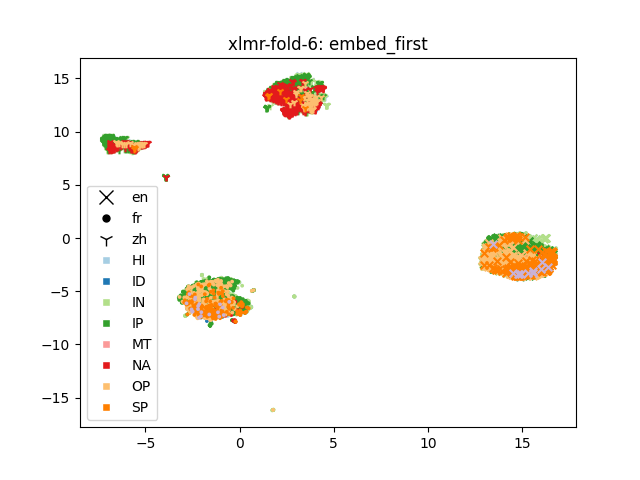 xlmr-fold-6: embed_first
15
10
5
0
−5
−10
−15
en
fr
zh
HI
ID
IN
IP
MT
NA
OP
SP
−5
0
5
10
15